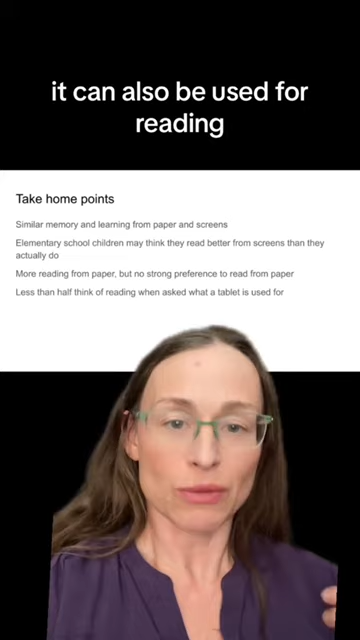 it can also be used for
reading
Take home points
Similar memory and learning from paper and screens
Elementary school children may think they read better from screens than they
actually do
More reading from paper, but no strong preference to read from paper
Less than half think of reading when asked what a tablet is used for